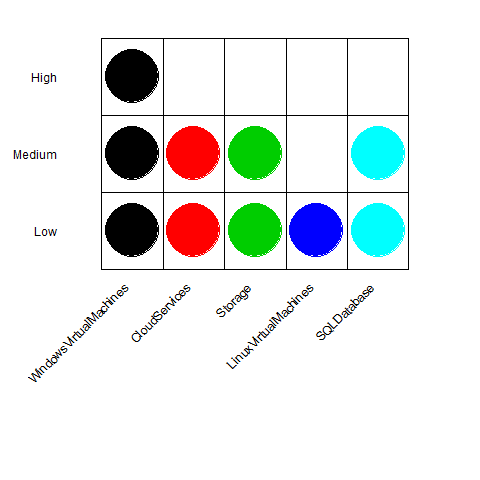 High
Medium
Low
WindowsVirtualMachines
CloudServices
Storage
LinuxVirtualMachines
SQLDatabase